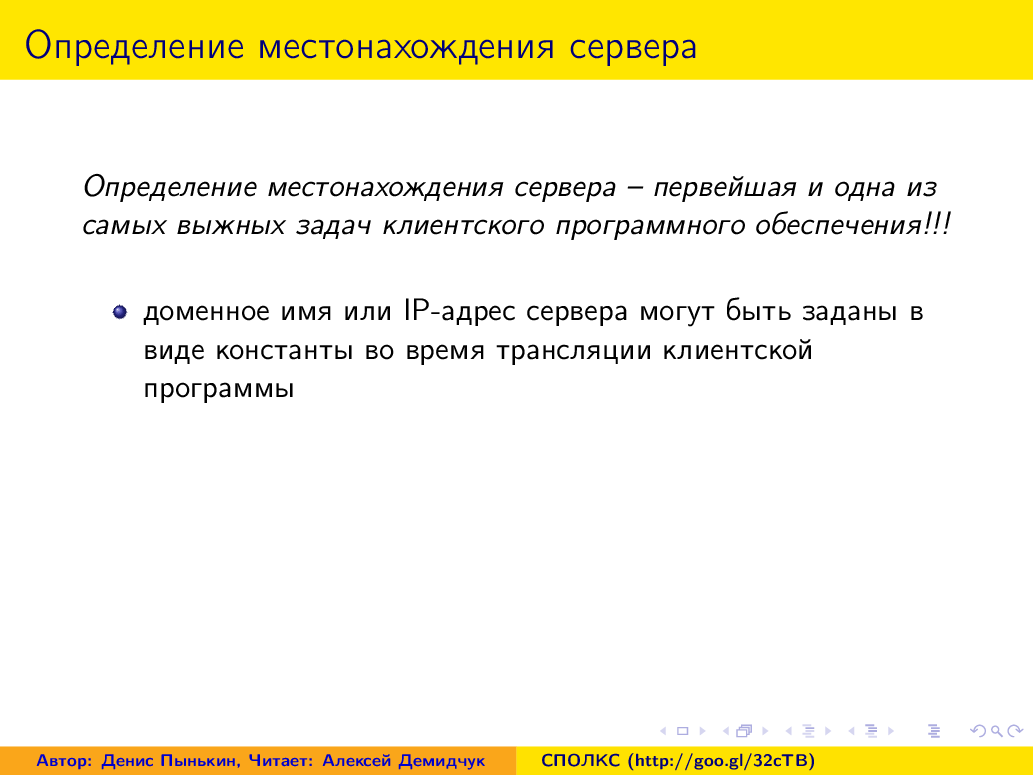 Определение местонахождения сервера
Определение местонахождения сервера – первейшая и одна из
самых выжных задач клиентского программного обеспечения!!!
доменное имя или IP-адрес сервера могут быть заданы в
виде константы во время трансляции клиентской
программы
Автор: Денис Пынькин, Читает: Алексей Демидчук
СПОЛКС (http://goo.gl/32cTB)